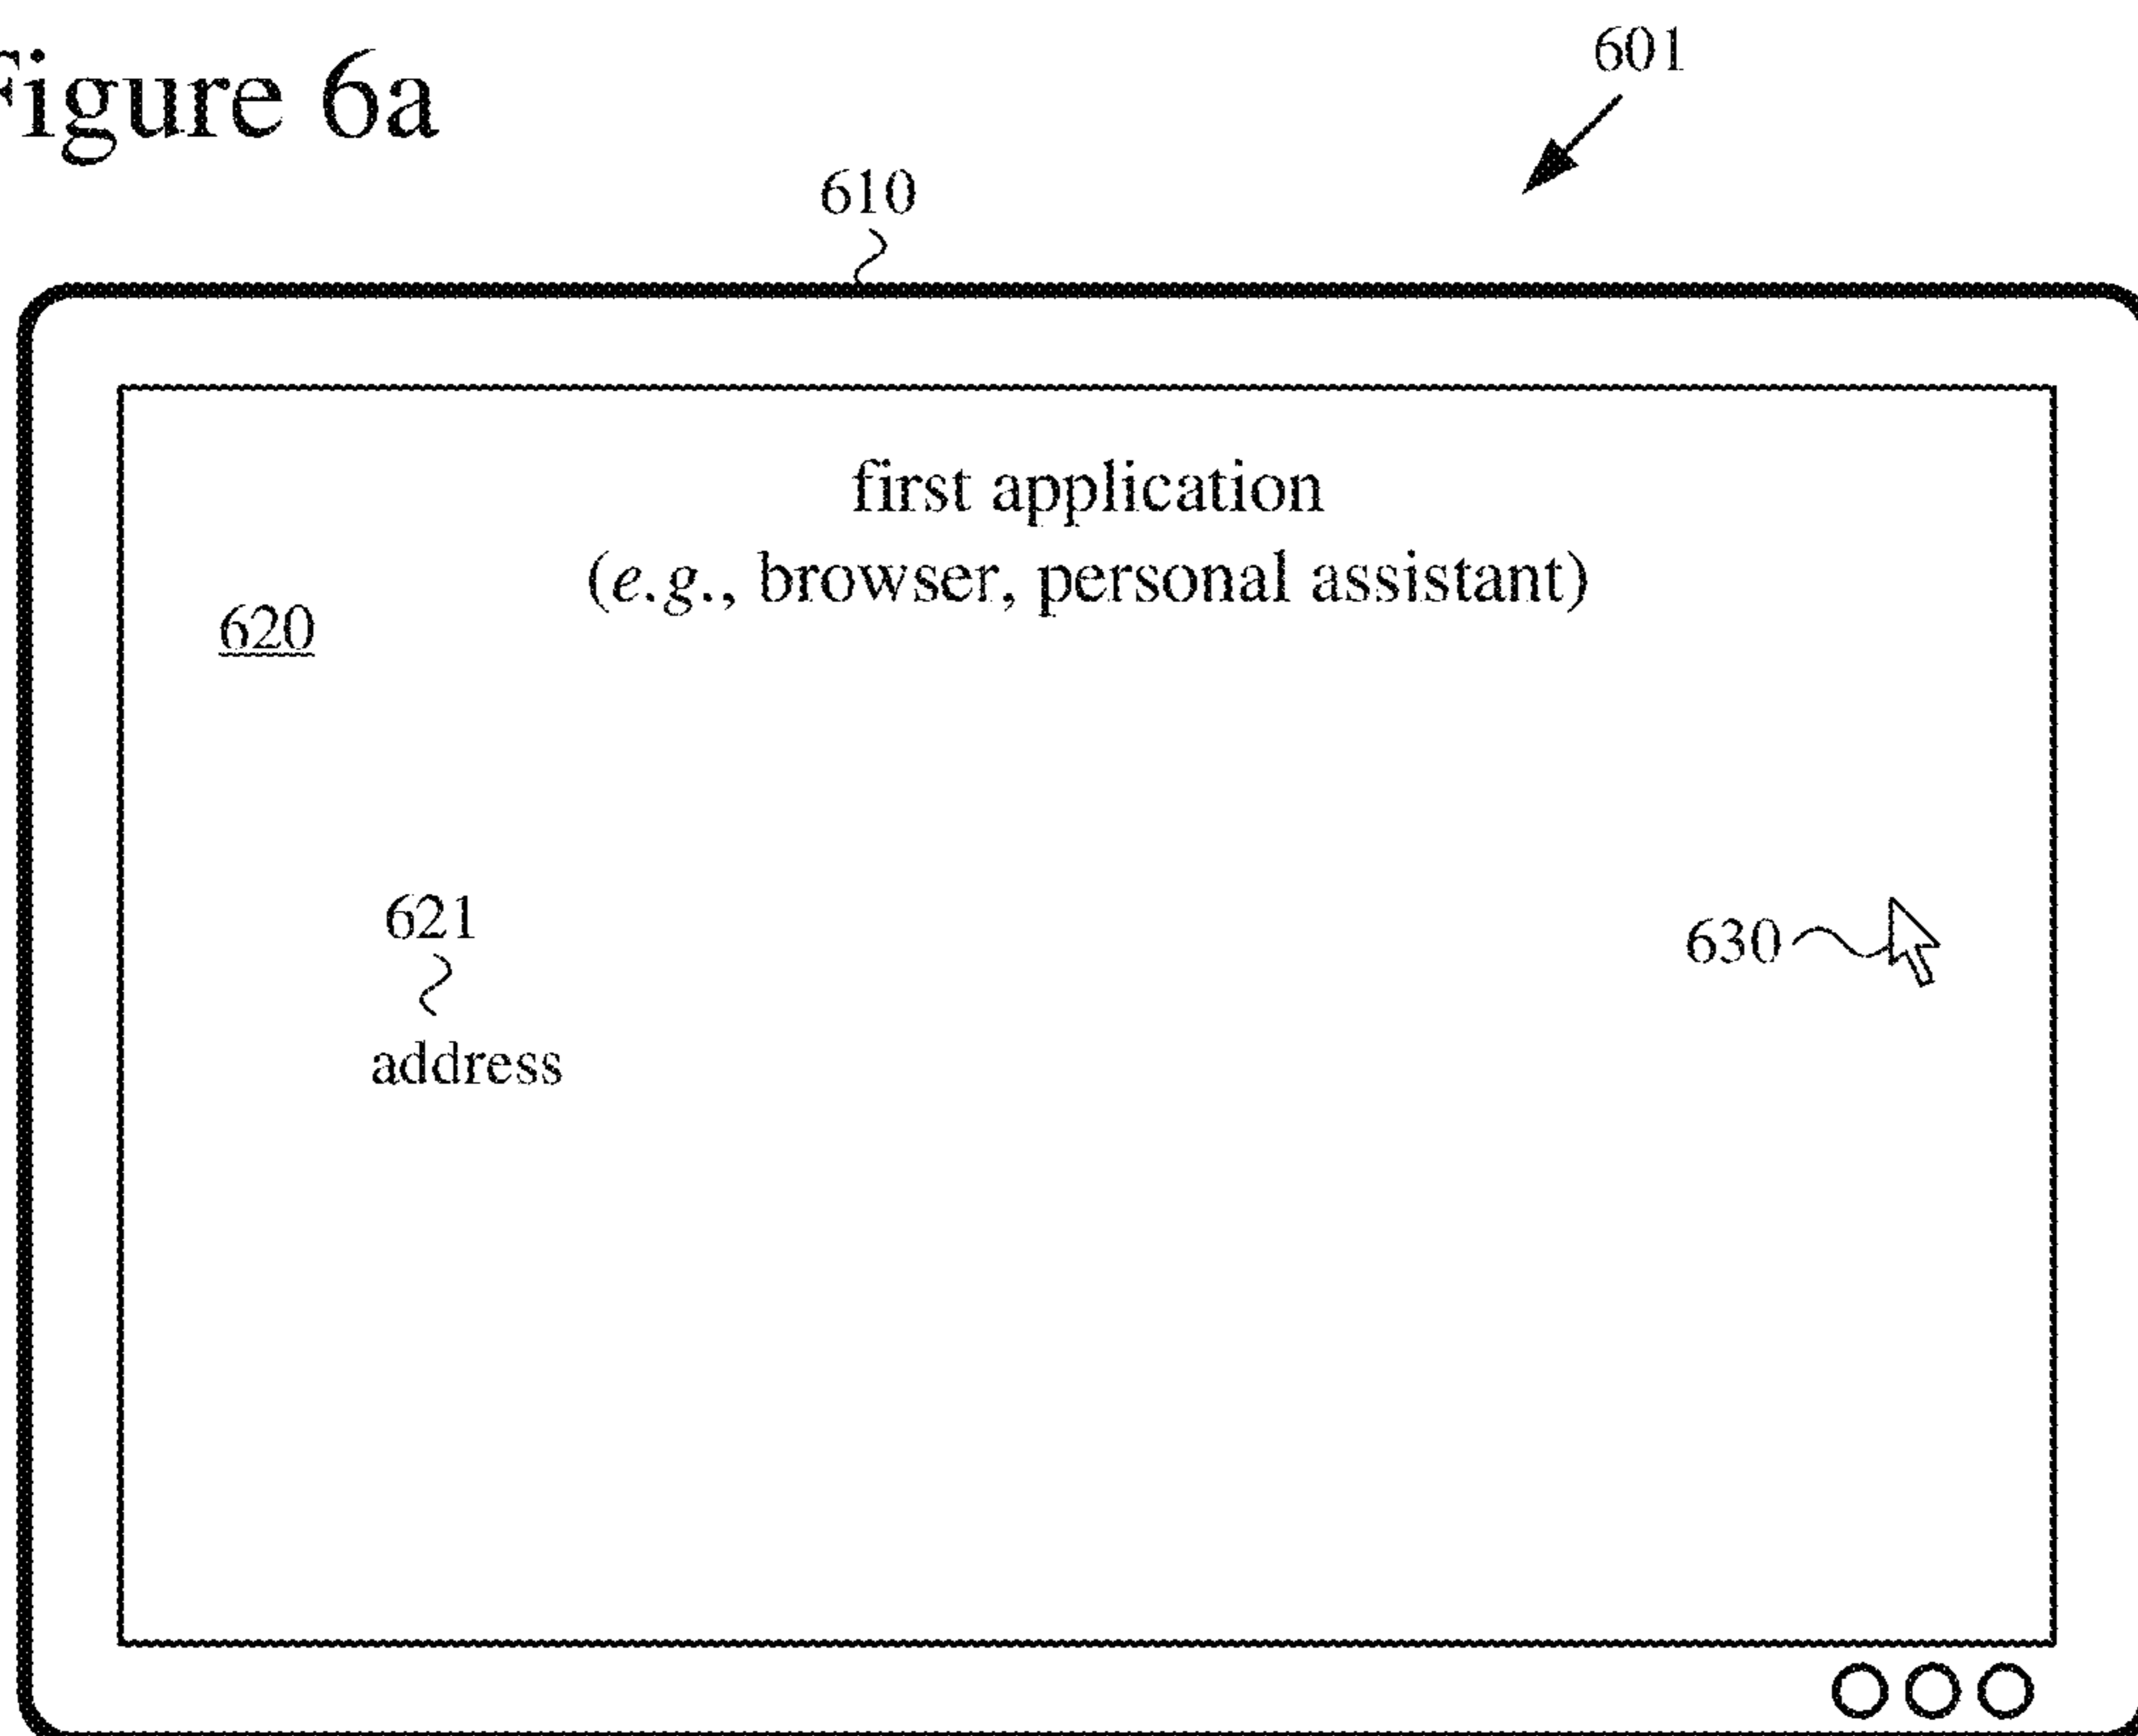 Figure 6a
601
610
first application
(e.g., browser, personal assistant)
620
621
630
address